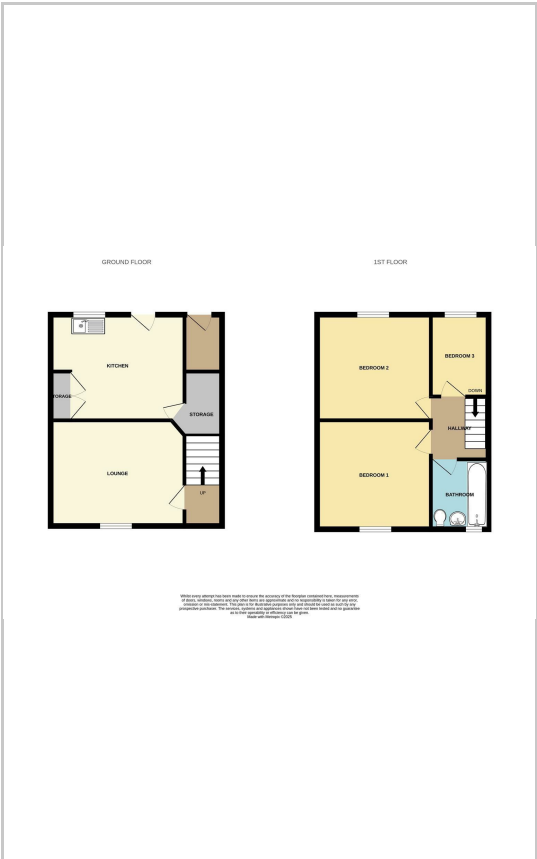 GROUND FLOOR
1ST FLOOR
KITCHEN
BEDROOM 2
BEDROOM 3
DOWN
ORAGE
STORAGE
HALLWAY
LOUNGE
BEDROOM 1
UP
BATHROOM
Whilst every attempt has been made to ensure the accuracy of the floorplan contained here, measurements
of doors, windows, rooms and any other items are approximate and no responsibility is taken for any error,
omission or mis-statement. This plan is for illustrative purposes only and should be used as such by any
prospective purchaser. The services, systems and appliances shown have not been tested and no guarantee
as to their operability or efficiency can be given.
Made with Metropix ©2025